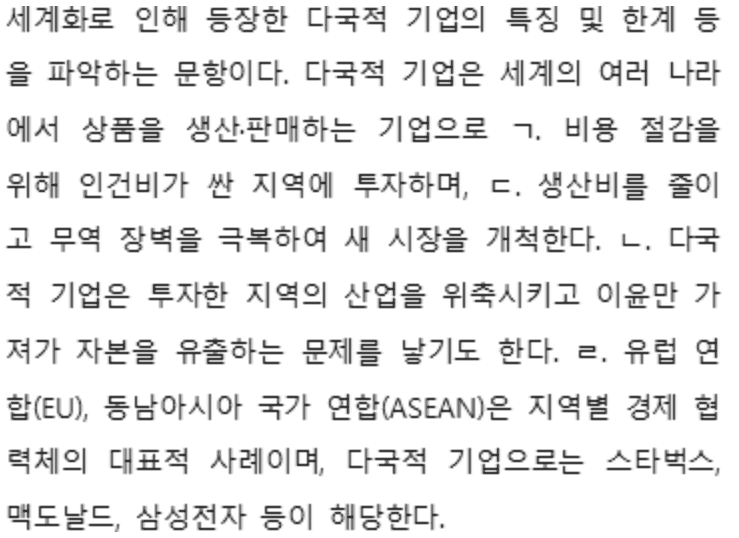 세계화로 인해 등장한 다국적 기업의 특징 및 한계 등
을 파악하는 문항이다. 다국적 기업은 세계의 여러 나라
에서 상품을 생산·판매하는 기업으로 ㄱ. 비용 절감을
위해 인건비가 싼 지역에 투자하며, ㄷ. 생산비를 줄이
고 무역 장벽을 극복하여 새 시장을 개척한다. ㄴ. 다국
적 기업은 투자한 지역의 산업을 위축시키고 이윤만 가
져가 자본을 유출하는 문제를 낳기도 한다. ㄹ. 유럽 연
합(EU), 동남아시아 국가 연합(ASEAN)은 지역별 경제 협
력체의 대표적 사례이며, 다국적 기업으로는 스타벅스,
맥도날드, 삼성전자 등이 해당한다.